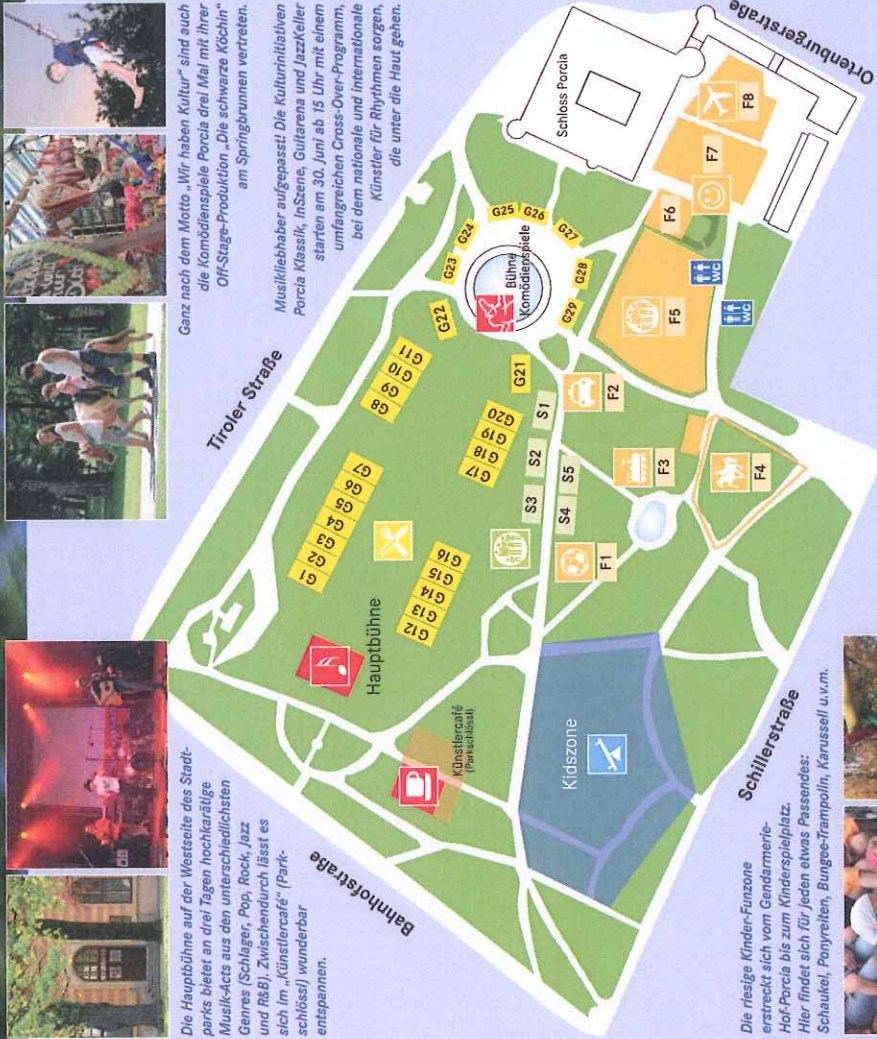 Die Hauptbühne auf der Westseite des Stadt-
parks bietet an drei Tagen hochkarätige
Musik-Acts aus den unterschiedlichsten
Genres (Schlager, Pop, Rock, Jazz
und R&B). Zwischendurch lässt es
sich im „Künstlercafé“ (Park-
schlössl) wunderbar
entspannen.
Ganz nach dem Motto „Wir haben Kultur“ sind auch
die Komödienspiele Porcia drei Mal mit ihrer
Off-Stage-Produktion „Die schwarze Köchin“
am Springbrunnen vertreten.
Musikliebhaber aufgepasst! Die Kulturinitiativen
Porcia Klassik, InSzene, Guitarena und JazzKeller
starten am 30. Juni ab 15 Uhr mit einem
umfangreichen Cross-Over-Programm,
bei dem nationale und internationale
Künstler für Rhythmen sorgen,
die unter die Haut gehen.
Tiroler Straße
Bahnhofstraße
Schillerstraße
Ortenburgerstraße
Schloss Porcia
Hauptbühne
Künstlercafé
(Parkschlössl)
Kidszone
Bühne
Komödienspiele
G1
G2
G3
G4
G5
G6
G7
G8
G9
G10
G11
G12
G13
G14
G15
G16
G17
G18
G19
G20
G21
G22
G23
G24
G25
G26
G27
G28
G29
S1
S2
S3
S4
S5
F1
F2
F3
F4
F5
F6
F7
F8
WC
WC
Die riesige Kinder-Funzone
erstreckt sich vom Gendarmerie-
Hof-Porcia bis zum Kinderspielplatz.
Hier findet sich für jeden etwas Passendes:
Schaukel, Ponyreiten, Bungee-Trampolin, Karussell u.v.m.